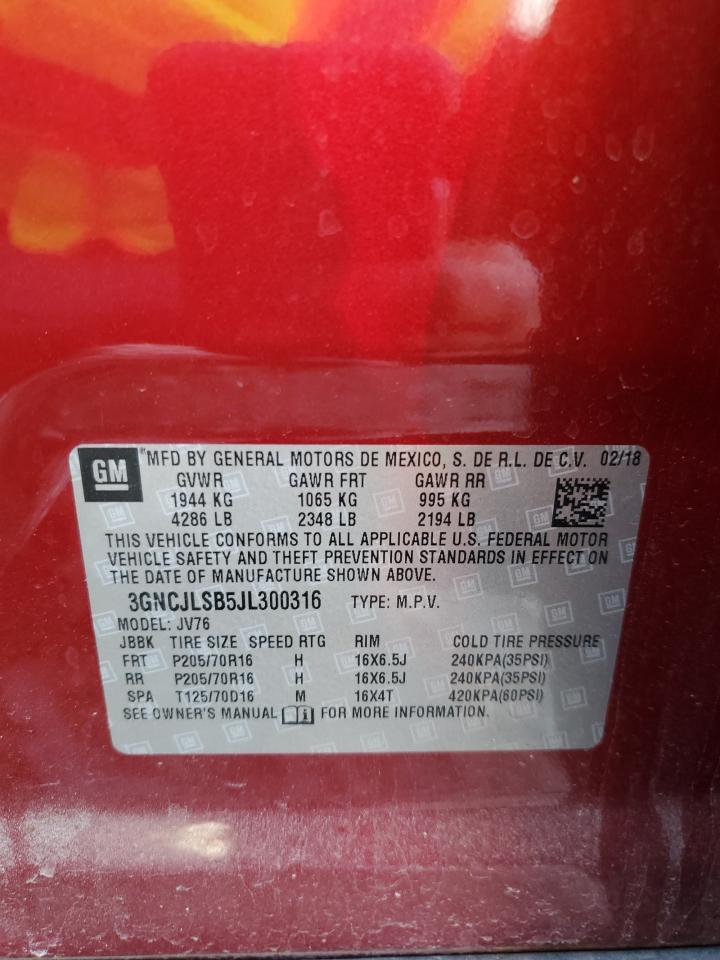 GM "MFD BY GENERAL MOTORS DE MEXICO, S. DE R.L. DE C.V. 02/18
GVWR GAWR FRT GAWR RR
1944 KG 1065 KG 995 KG
4286 LB 2348 LB 2194 LB
THIS VEHICLE CONFORMS TO ALL APPLICABLE U.S. FEDERAL MOTOR
VEHICLE SAFETY AND THEFT PREVENTION STANDARDS IN EFFECT ON
THE DATE OF MANUFACTURE SHOWN ABOVE.
3GNCJLSB5JL300316 TYPE: M.P.V.
MODEL: JV76
JBBK TIRE SIZE SPEED RTG RIM COLD TIRE PRESSURE
FRT P205/70R16 H 16X6.5J 240KPA(35PSI)
RR P205/70R16 H 16X6.5J 240KPA(35PSI)
SPA T125/70D16 M 16X4T 420KPA(60PSI)
SEE OWNER'S MANUAL i FOR MORE INFORMATION.